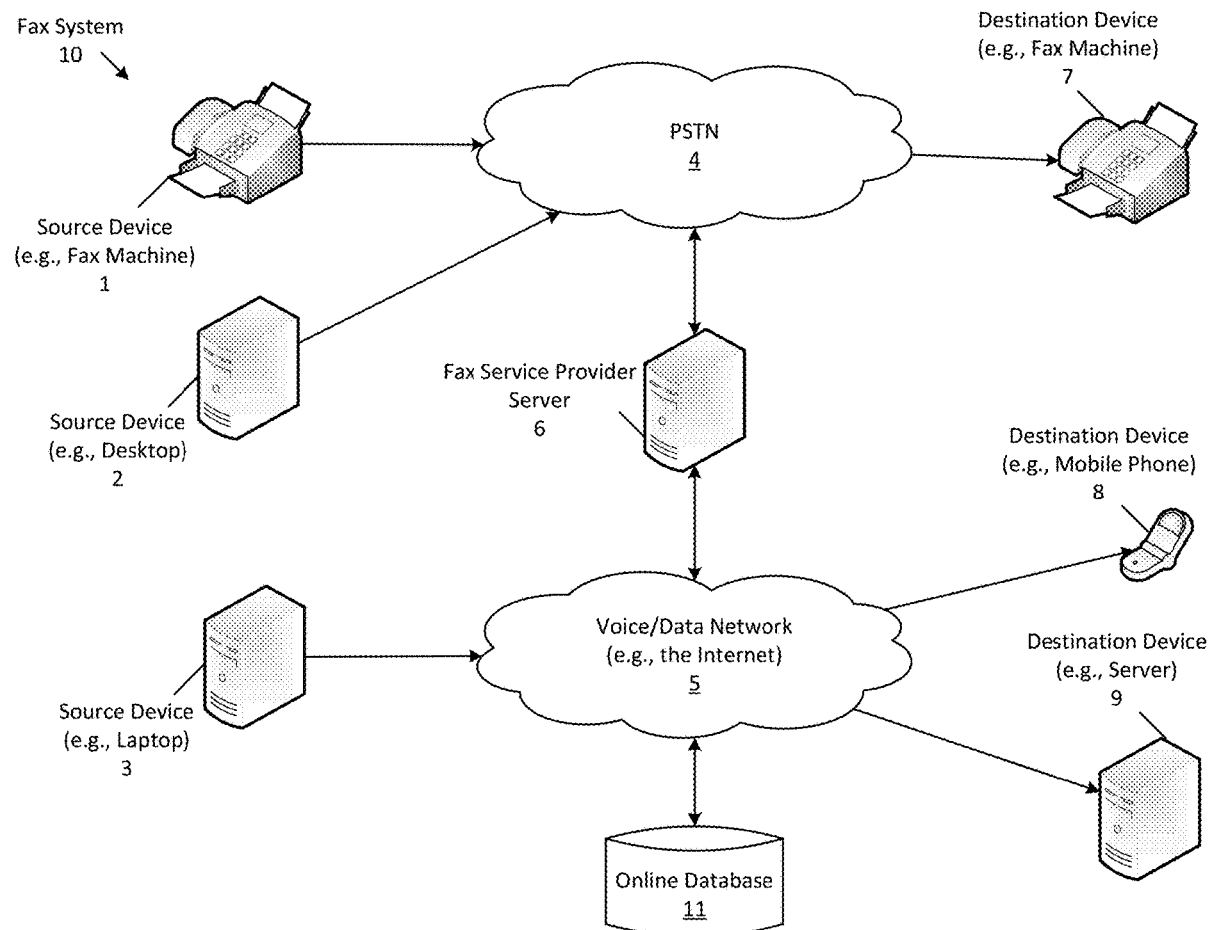 Fax System
10
Destination Device
(e.g., Fax Machine)
7
PSTN
4
Source Device
(e.g., Fax Machine)
1
Fax Service Provider
Server
6
Source Device
(e.g., Desktop)
2
Destination Device
(e.g., Mobile Phone)
8
Voice/Data Network
(e.g., the Internet)
5
Destination Device
(e.g., Server)
9
Source Device
(e.g., Laptop)
3
Online Database
11